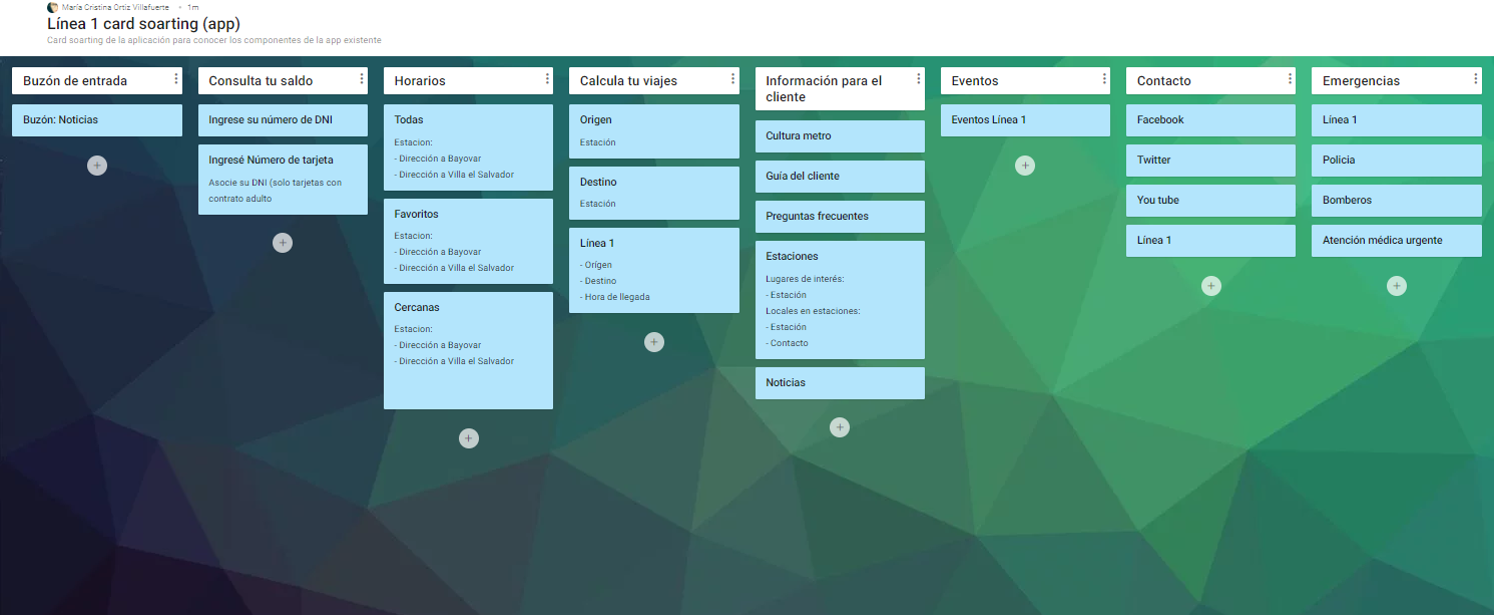 María Cristina Ortiz Villafuerte • 1m
Línea 1 card soarting (app)
Card soarting de la aplicación para conocer los componentes de la app existente
Buzón de entrada
Buzón: Noticias
Consulta tu saldo
Ingrese su número de DNI
Ingresé Número de tarjeta
Asocie su DNI (solo tarjetas con
contrato adulto
Horarios
Todas
Estacion:
- Dirección a Bayovar
- Dirección a Villa el Salvador
Favoritos
Estacion:
- Dirección a Bayovar
- Dirección a Villa el Salvador
Cercanas
Estacion:
- Dirección a Bayovar
- Dirección a Villa el Salvador
Calcula tu viajes
Origen
Estación
Destino
Estación
Línea 1
- Orígen
- Destino
- Hora de llegada
Información para el
cliente
Cultura metro
Guía del cliente
Preguntas frecuentes
Estaciones
Lugares de interés:
- Estación
Locales en estaciones:
- Estación
- Contacto
Noticias
Eventos
Eventos Línea 1
Contacto
Facebook
Twitter
You tube
Línea 1
Emergencias
Línea 1
Policia
Bomberos
Atención médica urgente